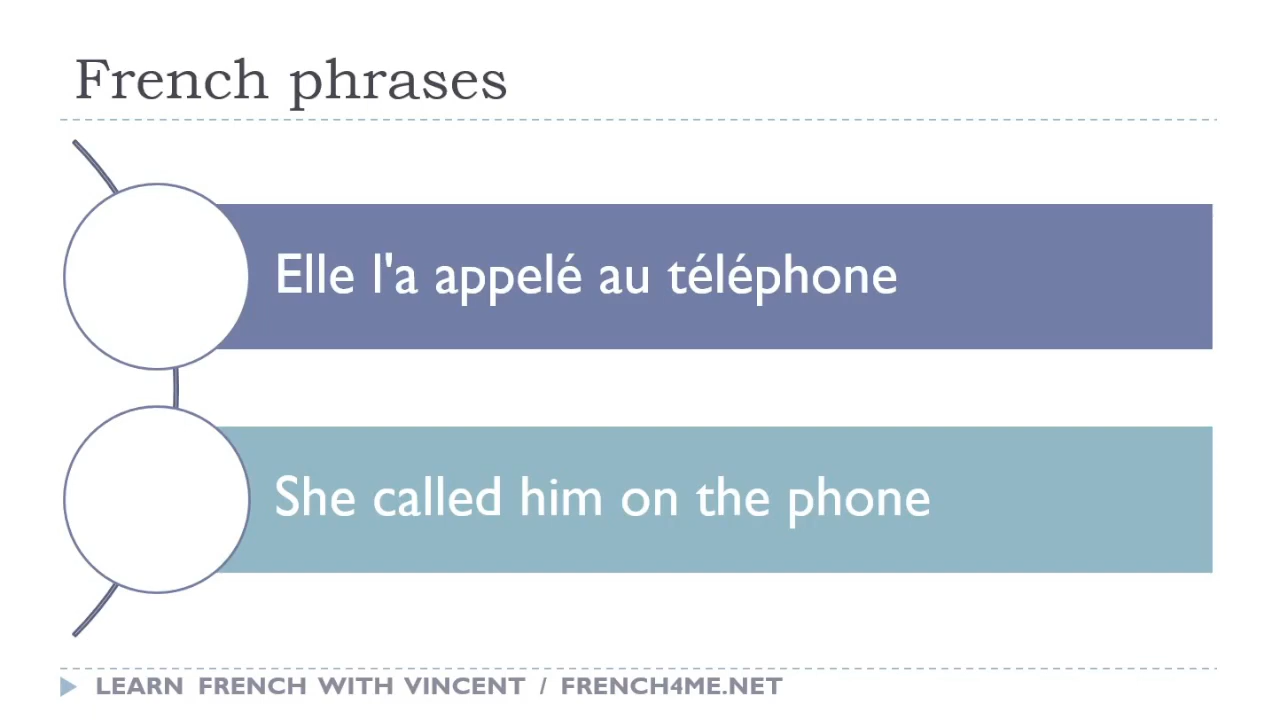 French phrases
Elle l'a appelé au téléphone
She called him on the phone
LEARN FRENCH WITH VINCENT / FRENCH4ME.NET